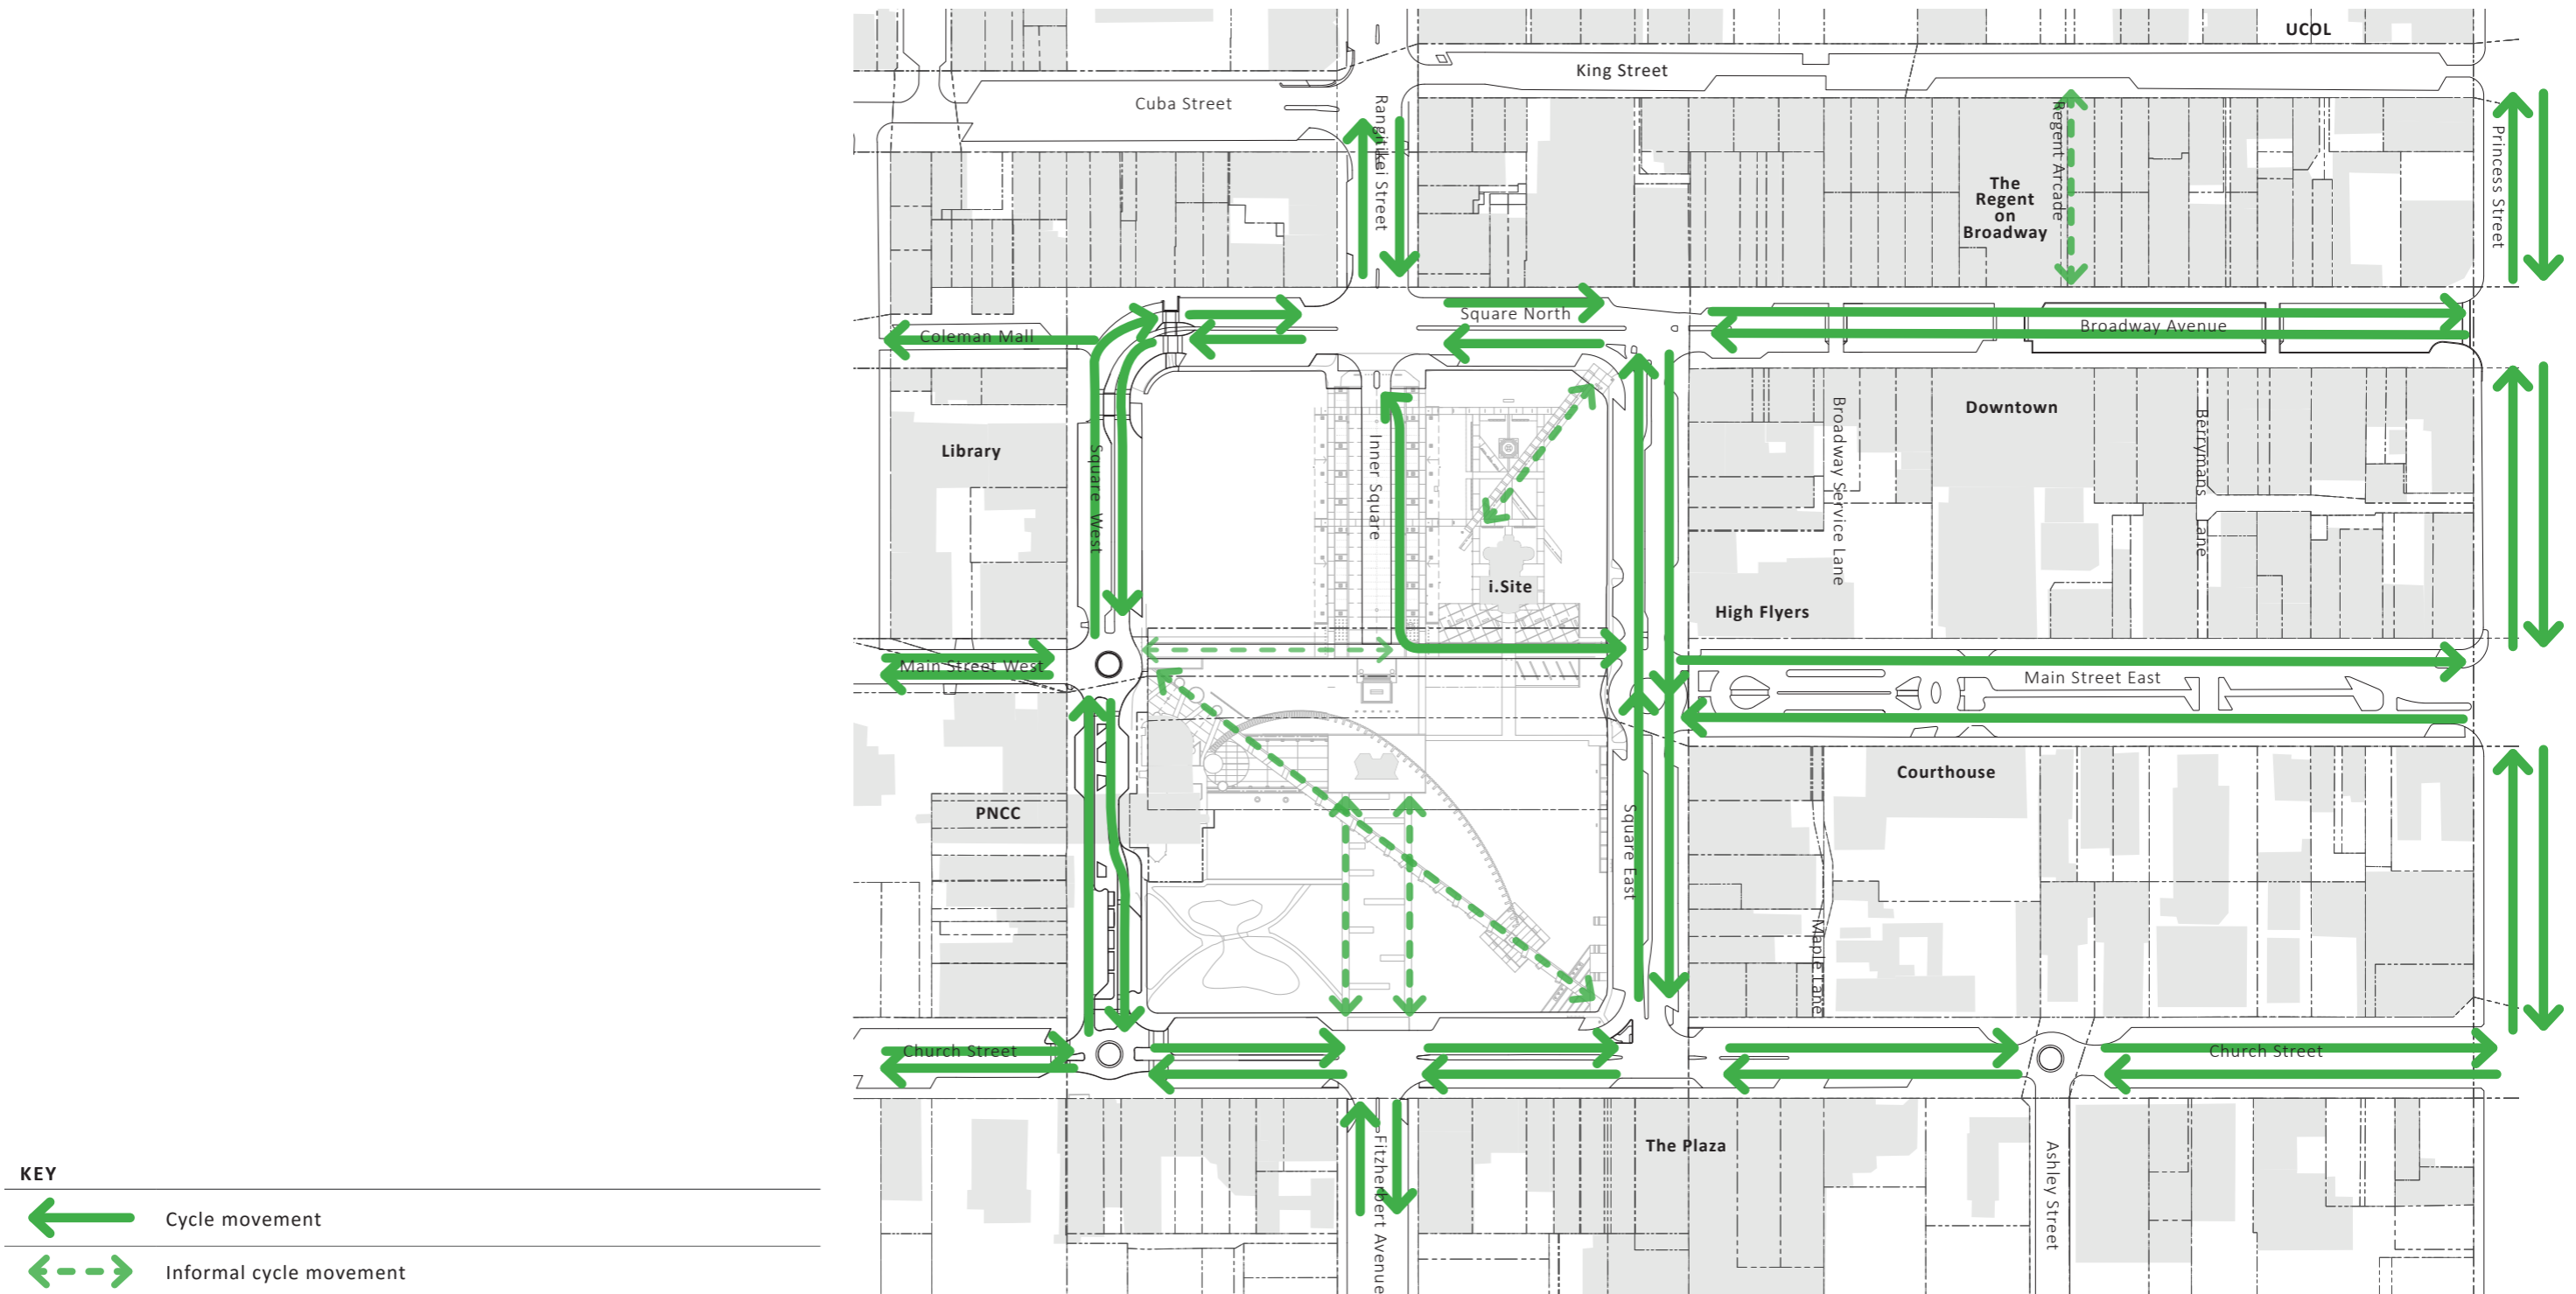 UCOL
King Street
Cuba Street
Rangitikei Street
Regent Arcade
Princess Street
The
Regent
on
Broadway
Square North
Broadway Avenue
Coleman Mall
Library
Square West
Inner Square
i.Site
Broadway Service Lane
Downtown
Berrymans Lane
High Flyers
Main Street West
Main Street East
PNCC
Square East
Courthouse
Maple Lane
Church Street
Church Street
The Plaza
Fitzherbert Avenue
Ashley Street
KEY
Cycle movement
Informal cycle movement